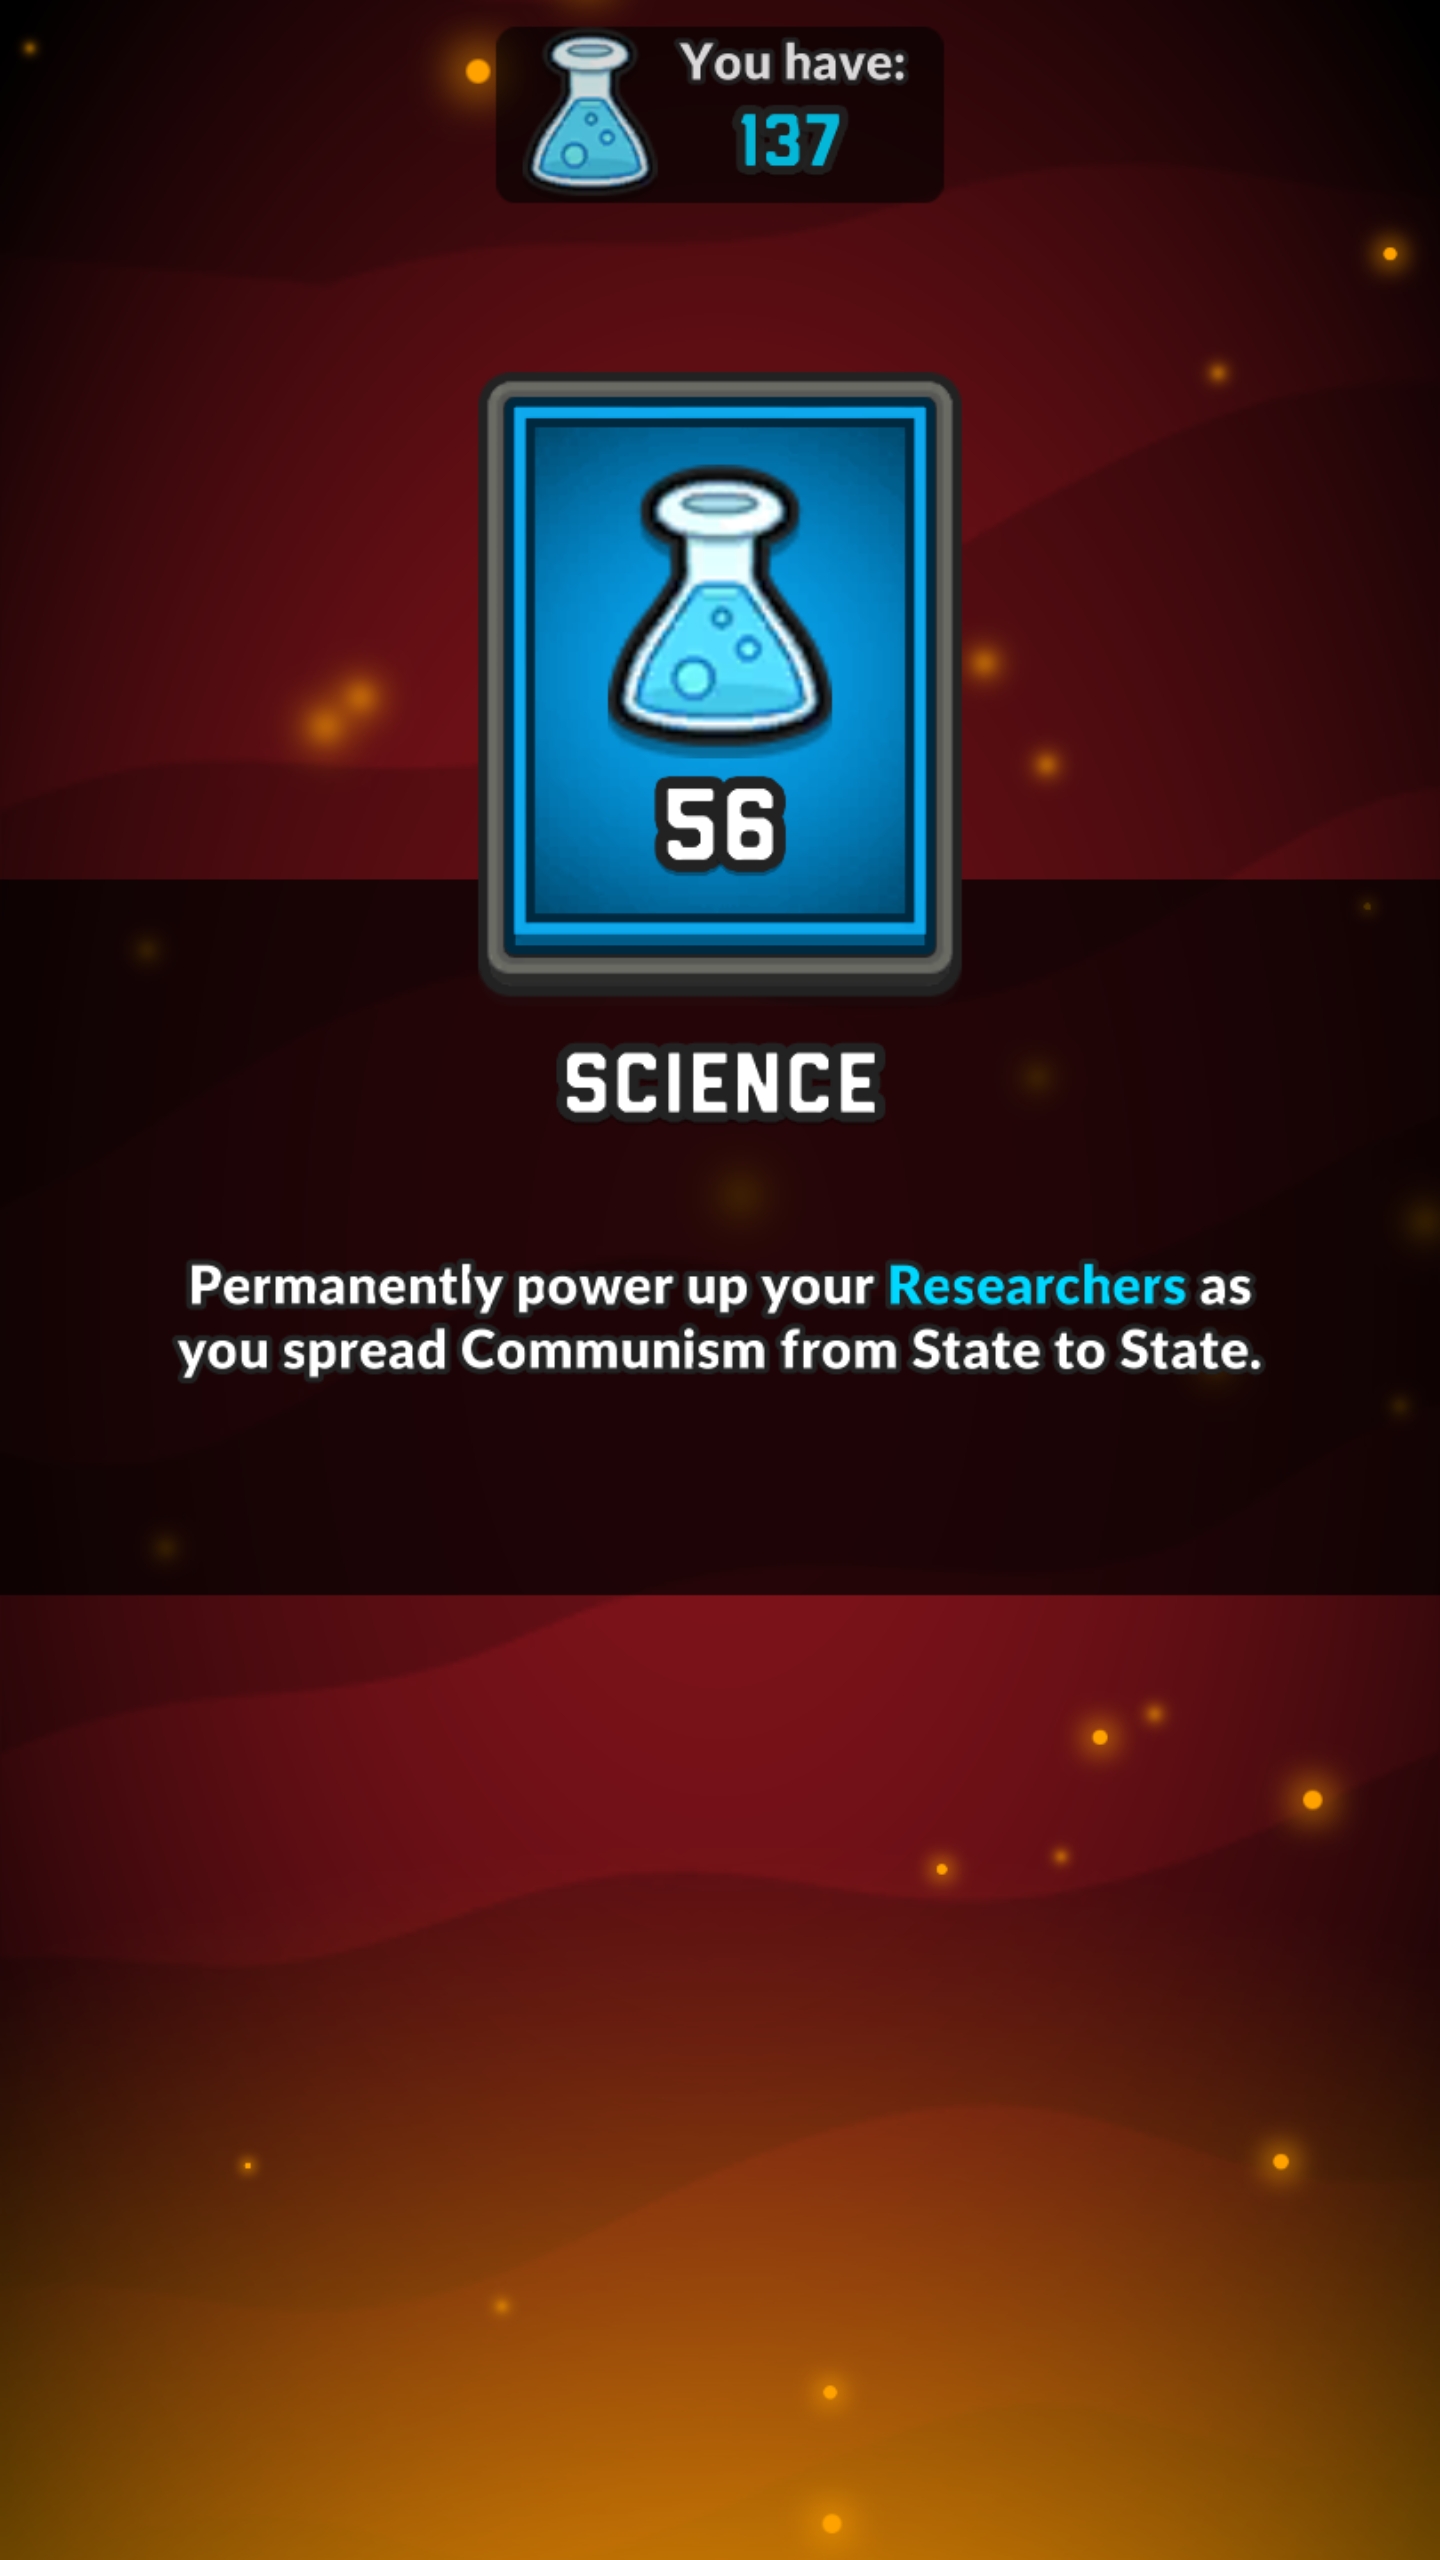 You have:
137
56
SCIENCE
Permanently power up your Researchers as
you spread Communism from State to State.